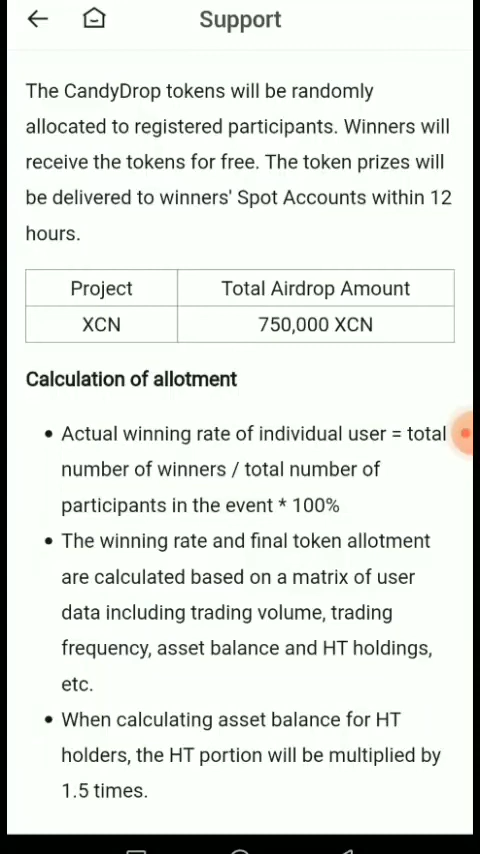 Support
The CandyDrop tokens will be randomly
allocated to registered participants. Winners will
receive the tokens for free. The token prizes will
be delivered to winners' Spot Accounts within 12
hours.
Project Total Airdrop Amount
XCN 750,000 XCN
Calculation of allotment
• Actual winning rate of individual user = total
number of winners / total number of
participants in the event * 100%
• The winning rate and final token allotment
are calculated based on a matrix of user
data including trading volume, trading
frequency, asset balance and HT holdings,
etc.
• When calculating asset balance for HT
holders, the HT portion will be multiplied by
1.5 times.